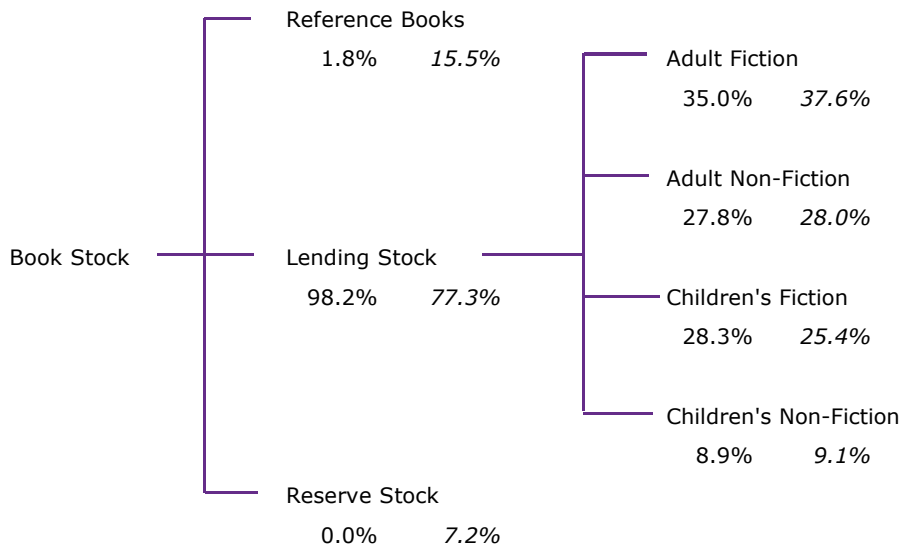 Reference Books
1.8% 15.5%
Adult Fiction
35.0% 37.6%
Adult Non-Fiction
27.8% 28.0%
Book Stock
Lending Stock
98.2% 77.3%
Children's Fiction
28.3% 25.4%
Children's Non-Fiction
8.9% 9.1%
Reserve Stock
0.0% 7.2%